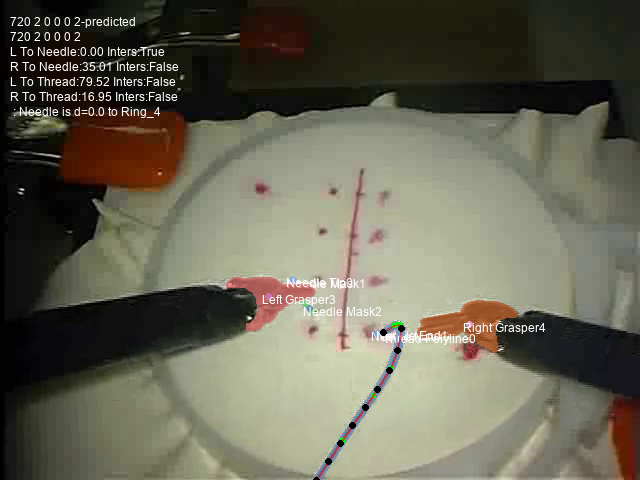 720 2 0 0 0 2-predicted
720 2 0 0 0 2
L To Needle:0.00 Inters:True
R To Needle:35.01 Inters:False
L To Thread:79.52 Inters:False
R To Thread:16.95 Inters:False
: Needle is d=0.0 to Ring_4
Left Grasper3
Needle Mask2
Right Grasper4
Thread Polyline0